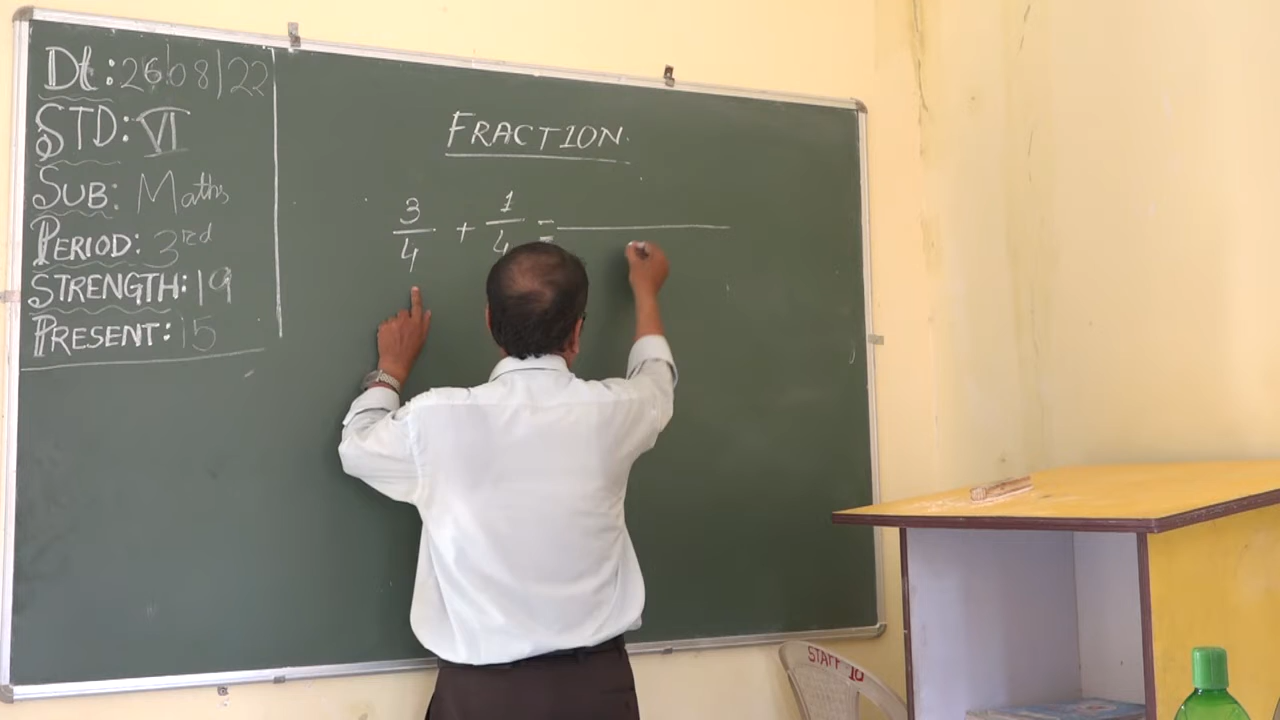 Dt: 26/08/22
STD: VI
SUB: Maths
PERIOD: 3rd
STRENGTH: 19
PRESENT: 15
FRACTION.
3/4 + 1/4 =
STAFF 10